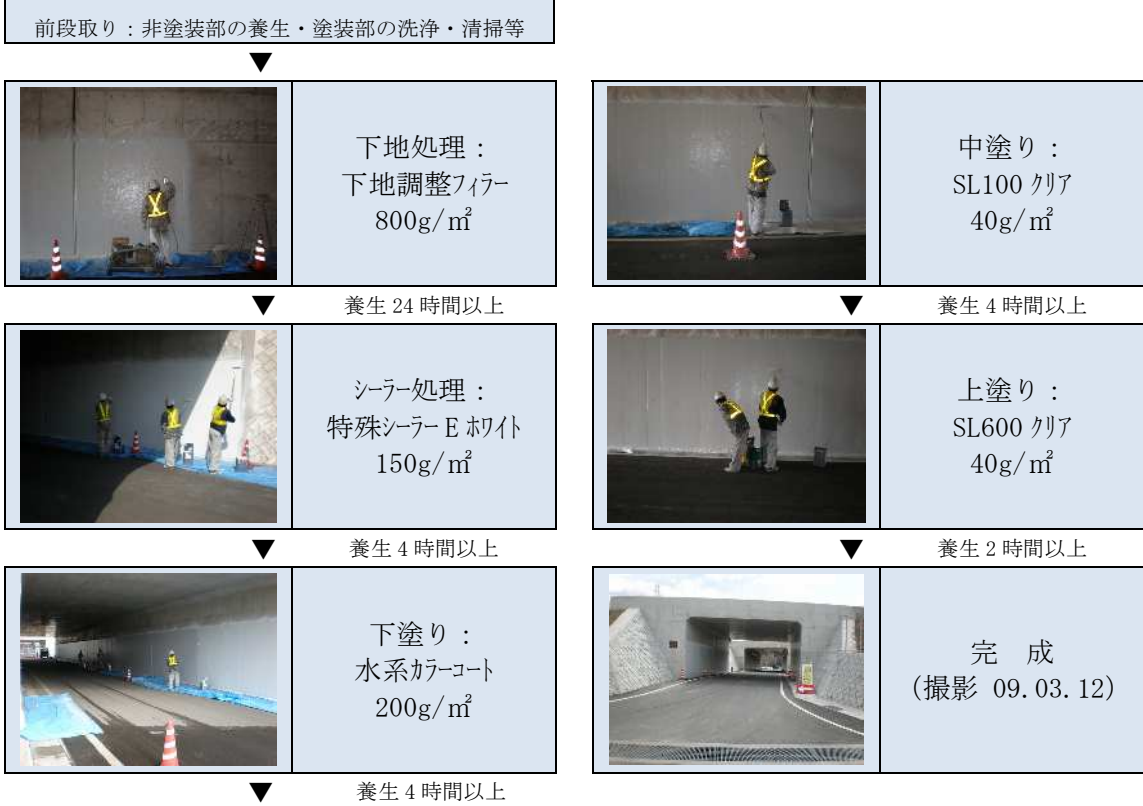 前段取り：非塗装部の養生・塗装部の洗浄・清掃等
▼
下地処理：
下地調整ﾌｨﾗｰ
800g/㎡
▼ 養生 24 時間以上
ｼｰﾗｰ処理：
特殊ｼｰﾗｰ E ﾎﾜｲﾄ
150g/㎡
▼ 養生 4 時間以上
下塗り：
水系ｶﾗｰｺｰﾄ
200g/㎡
▼ 養生 4 時間以上
中塗り：
SL100 ｸﾘｱ
40g/㎡
▼ 養生 4 時間以上
上塗り：
SL600 ｸﾘｱ
40g/㎡
▼ 養生 2 時間以上
完 成
(撮影 09.03.12)